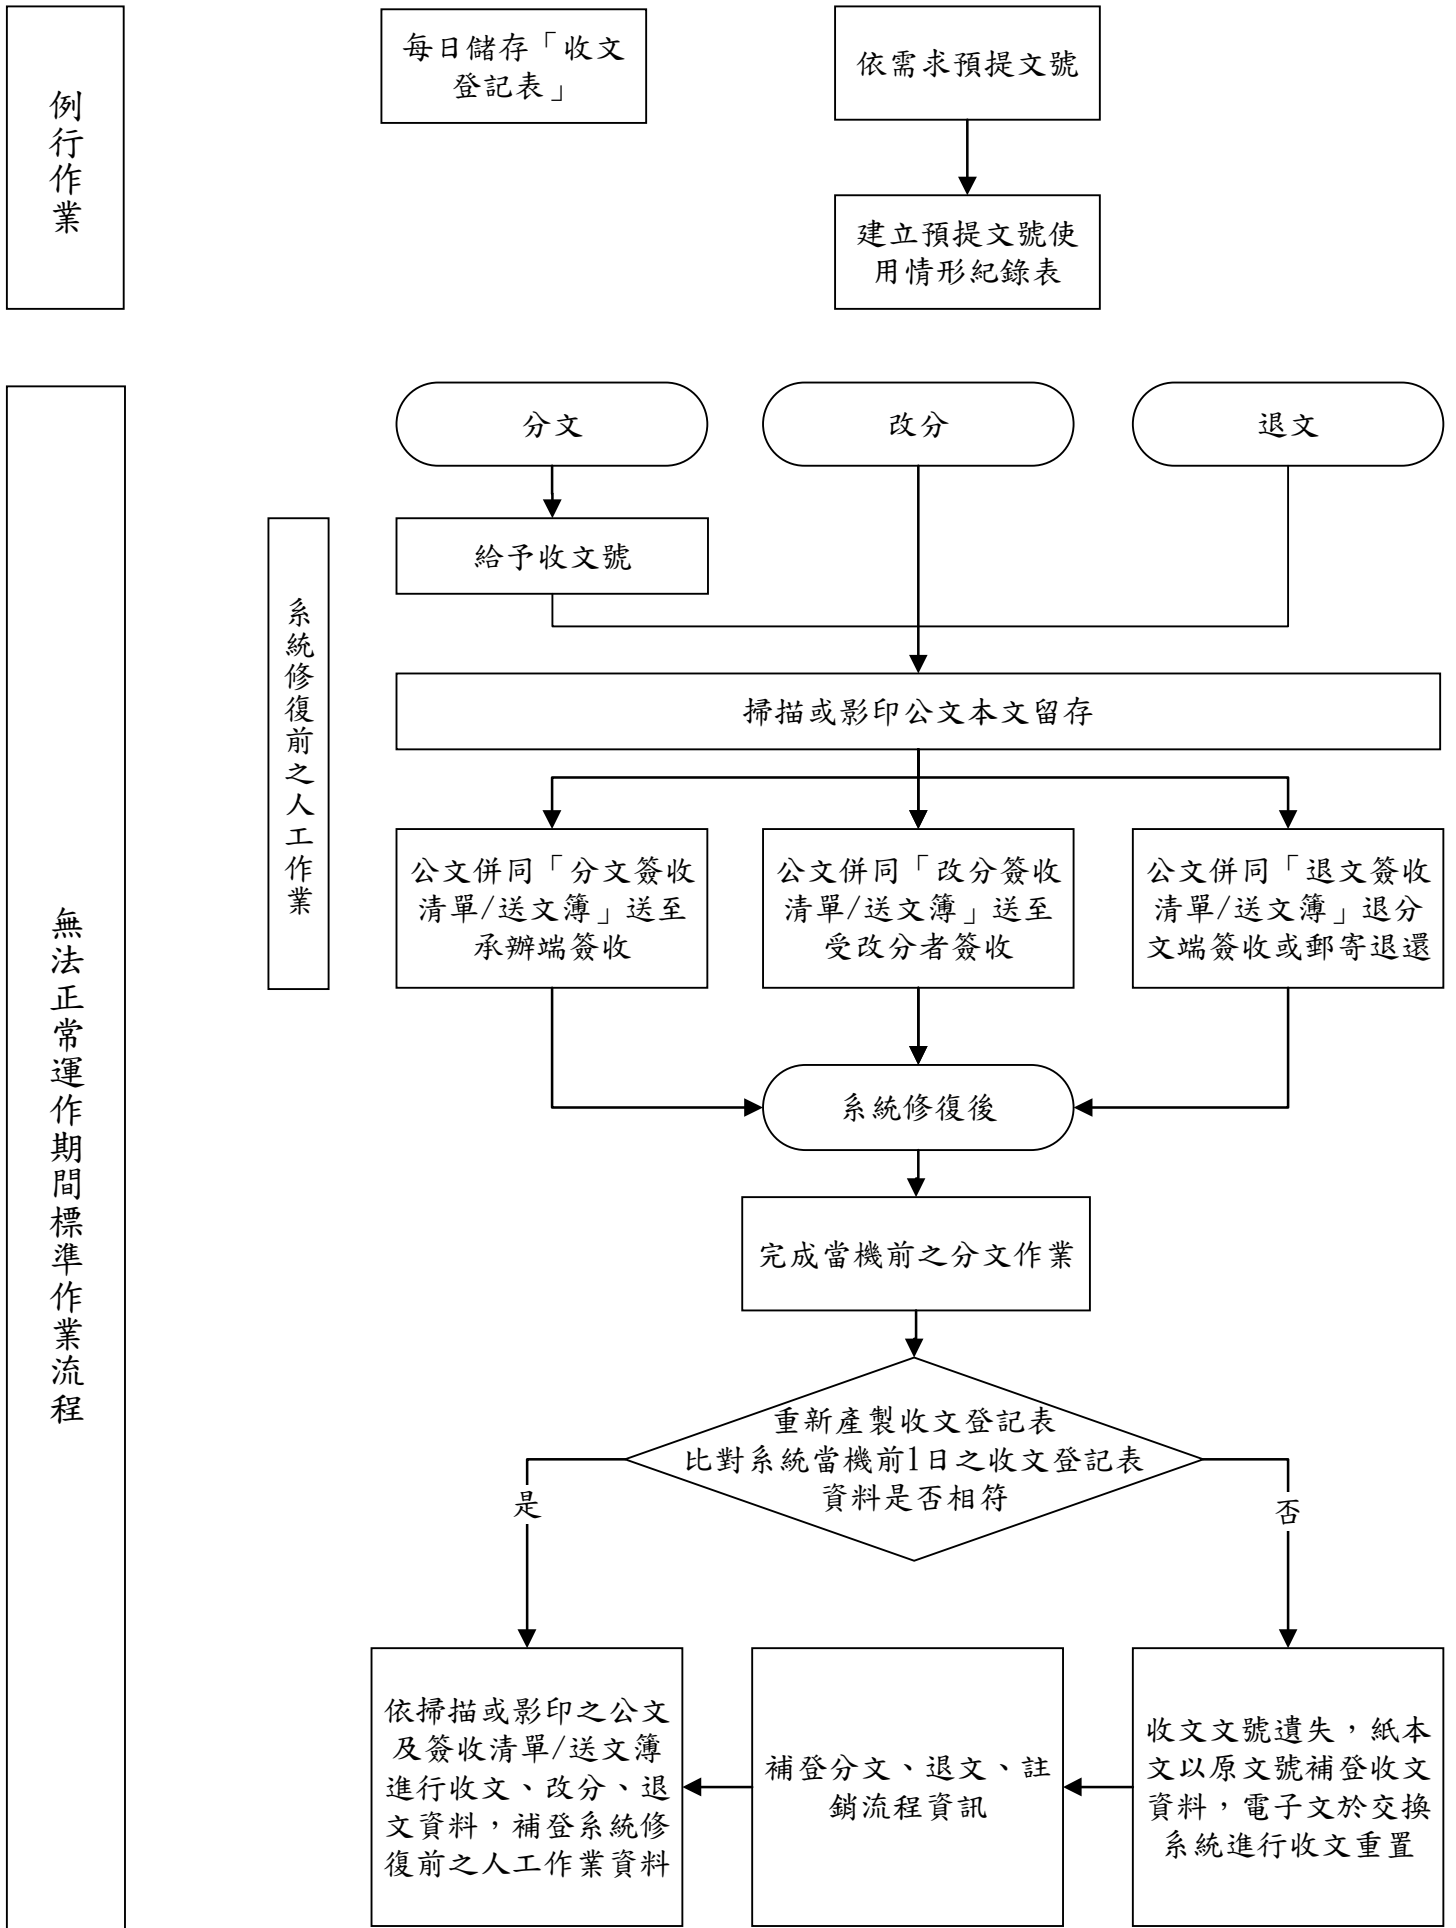 例行作業
每日儲存「收文
登記表」
依需求預提文號
建立預提文號使
用情形紀錄表
無法正常運作期間標準作業流程
系統修復前之人工作業
分文
改分
退文
給予收文號
掃描或影印公文本文留存
公文併同「分文簽收
清單/送文簿」送至
承辦端簽收
公文併同「改分簽收
清單/送文簿」送至
受改分者簽收
公文併同「退文簽收
清單/送文簿」退分
文端簽收或郵寄退還
系統修復後
完成當機前之分文作業
重新產製收文登記表
比對系統當機前1日之收文登記表
資料是否相符
是
否
依掃描或影印之公文
及簽收清單/送文簿
進行收文、改分、退
文資料，補登系統修
復前之人工作業資料
補登分文、退文、註
銷流程資訊
收文文號遺失，紙本
文以原文號補登收文
資料，電子文於交換
系統進行收文重置